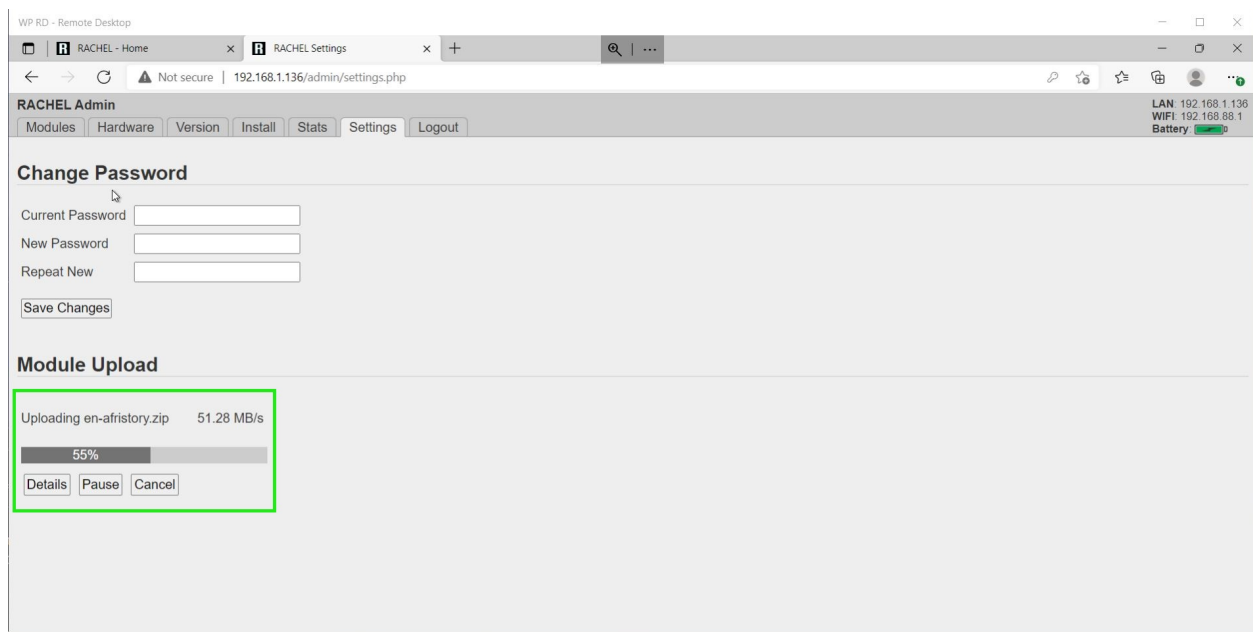 WP RD - Remote Desktop
RACHEL - Home
RACHEL Settings
Not secure | 192.168.1.136/admin/settings.php
RACHEL Admin
LAN: 192.168.1.136
WIFI: 192.168.88.1
Battery:
Modules Hardware Version Install Stats Settings Logout
Change Password
Current Password
New Password
Repeat New
Save Changes
Module Upload
Uploading en-afristory.zip 51.28 MB/s
55%
Details Pause Cancel